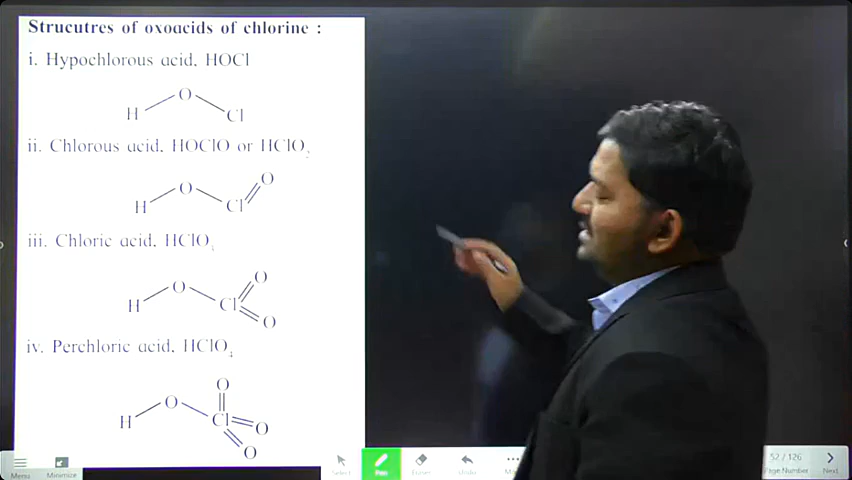 Strucutres of oxoacids of chlorine :
i. Hypochlorous acid, HOCl
O
H Cl
ii. Chlorous acid, HOClO or HClO₂
O
O
H Cl
iii. Chloric acid, HClO₃
O
O
H Cl
O
iv. Perchloric acid, HClO₄
O
O
H Cl O
O
Menu
Minimize
Select
Pen
Eraser
Undo
52 / 126
Page Number
Next